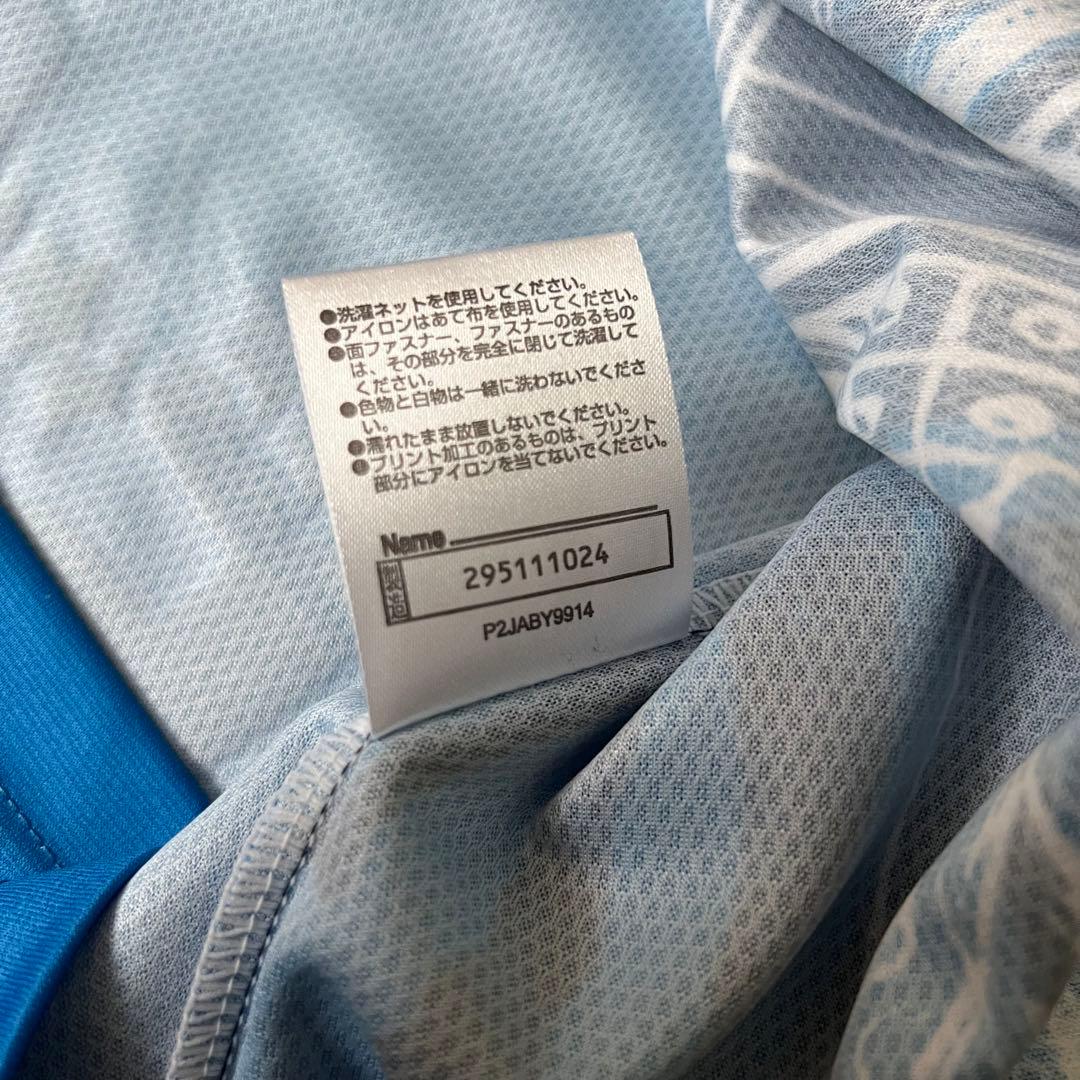 ●洗濯ネットを使用してください。
●アイロンはあて布を使用してください。
●面ファスナー、ファスナーのあるもの
は、その部分を完全に閉じて洗濯して
ください。
●色物と白物は一緒に洗わないでくださ
い。
●濡れたまま放置しないでください。
●プリント加工のあるものは、プリント
部分にアイロンを当てないでください。
Name
製造 295111024
P2JABY9914